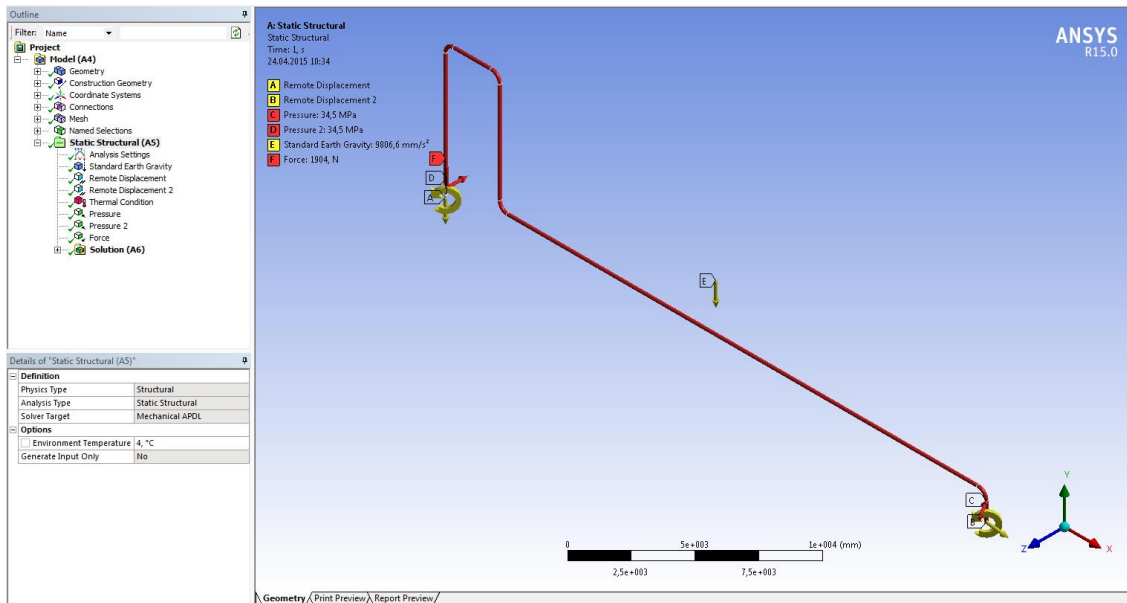 Outline
Filter: Name
Project
Model (A4)
Geometry
Construction Geometry
Coordinate Systems
Connections
Mesh
Named Selections
Static Structural (A5)
Analysis Settings
Standard Earth Gravity
Remote Displacement
Remote Displacement 2
Thermal Condition
Pressure
Pressure 2
Force
Solution (A6)
Details of "Static Structural (A5)"
Definition
Physics Type Structural
Analysis Type Static Structural
Solver Target Mechanical APDL
Options
Environment Temperature 4, °C
Generate Input Only No
A: Static Structural
Static Structural
Time: 1, s
24.04.2015 10:34
A Remote Displacement
B Remote Displacement 2
C Pressure: 34,5 MPa
D Pressure 2: 34,5 MPa
E Standard Earth Gravity: 9806,6 mm/s²
F Force: 1904, N
ANSYS
R15.0
F
D
A
E
C
B
0 5e+003 1e+004 (mm)
2,5e+003 7,5e+003
Y
Z X
Geometry Print Preview Report Preview